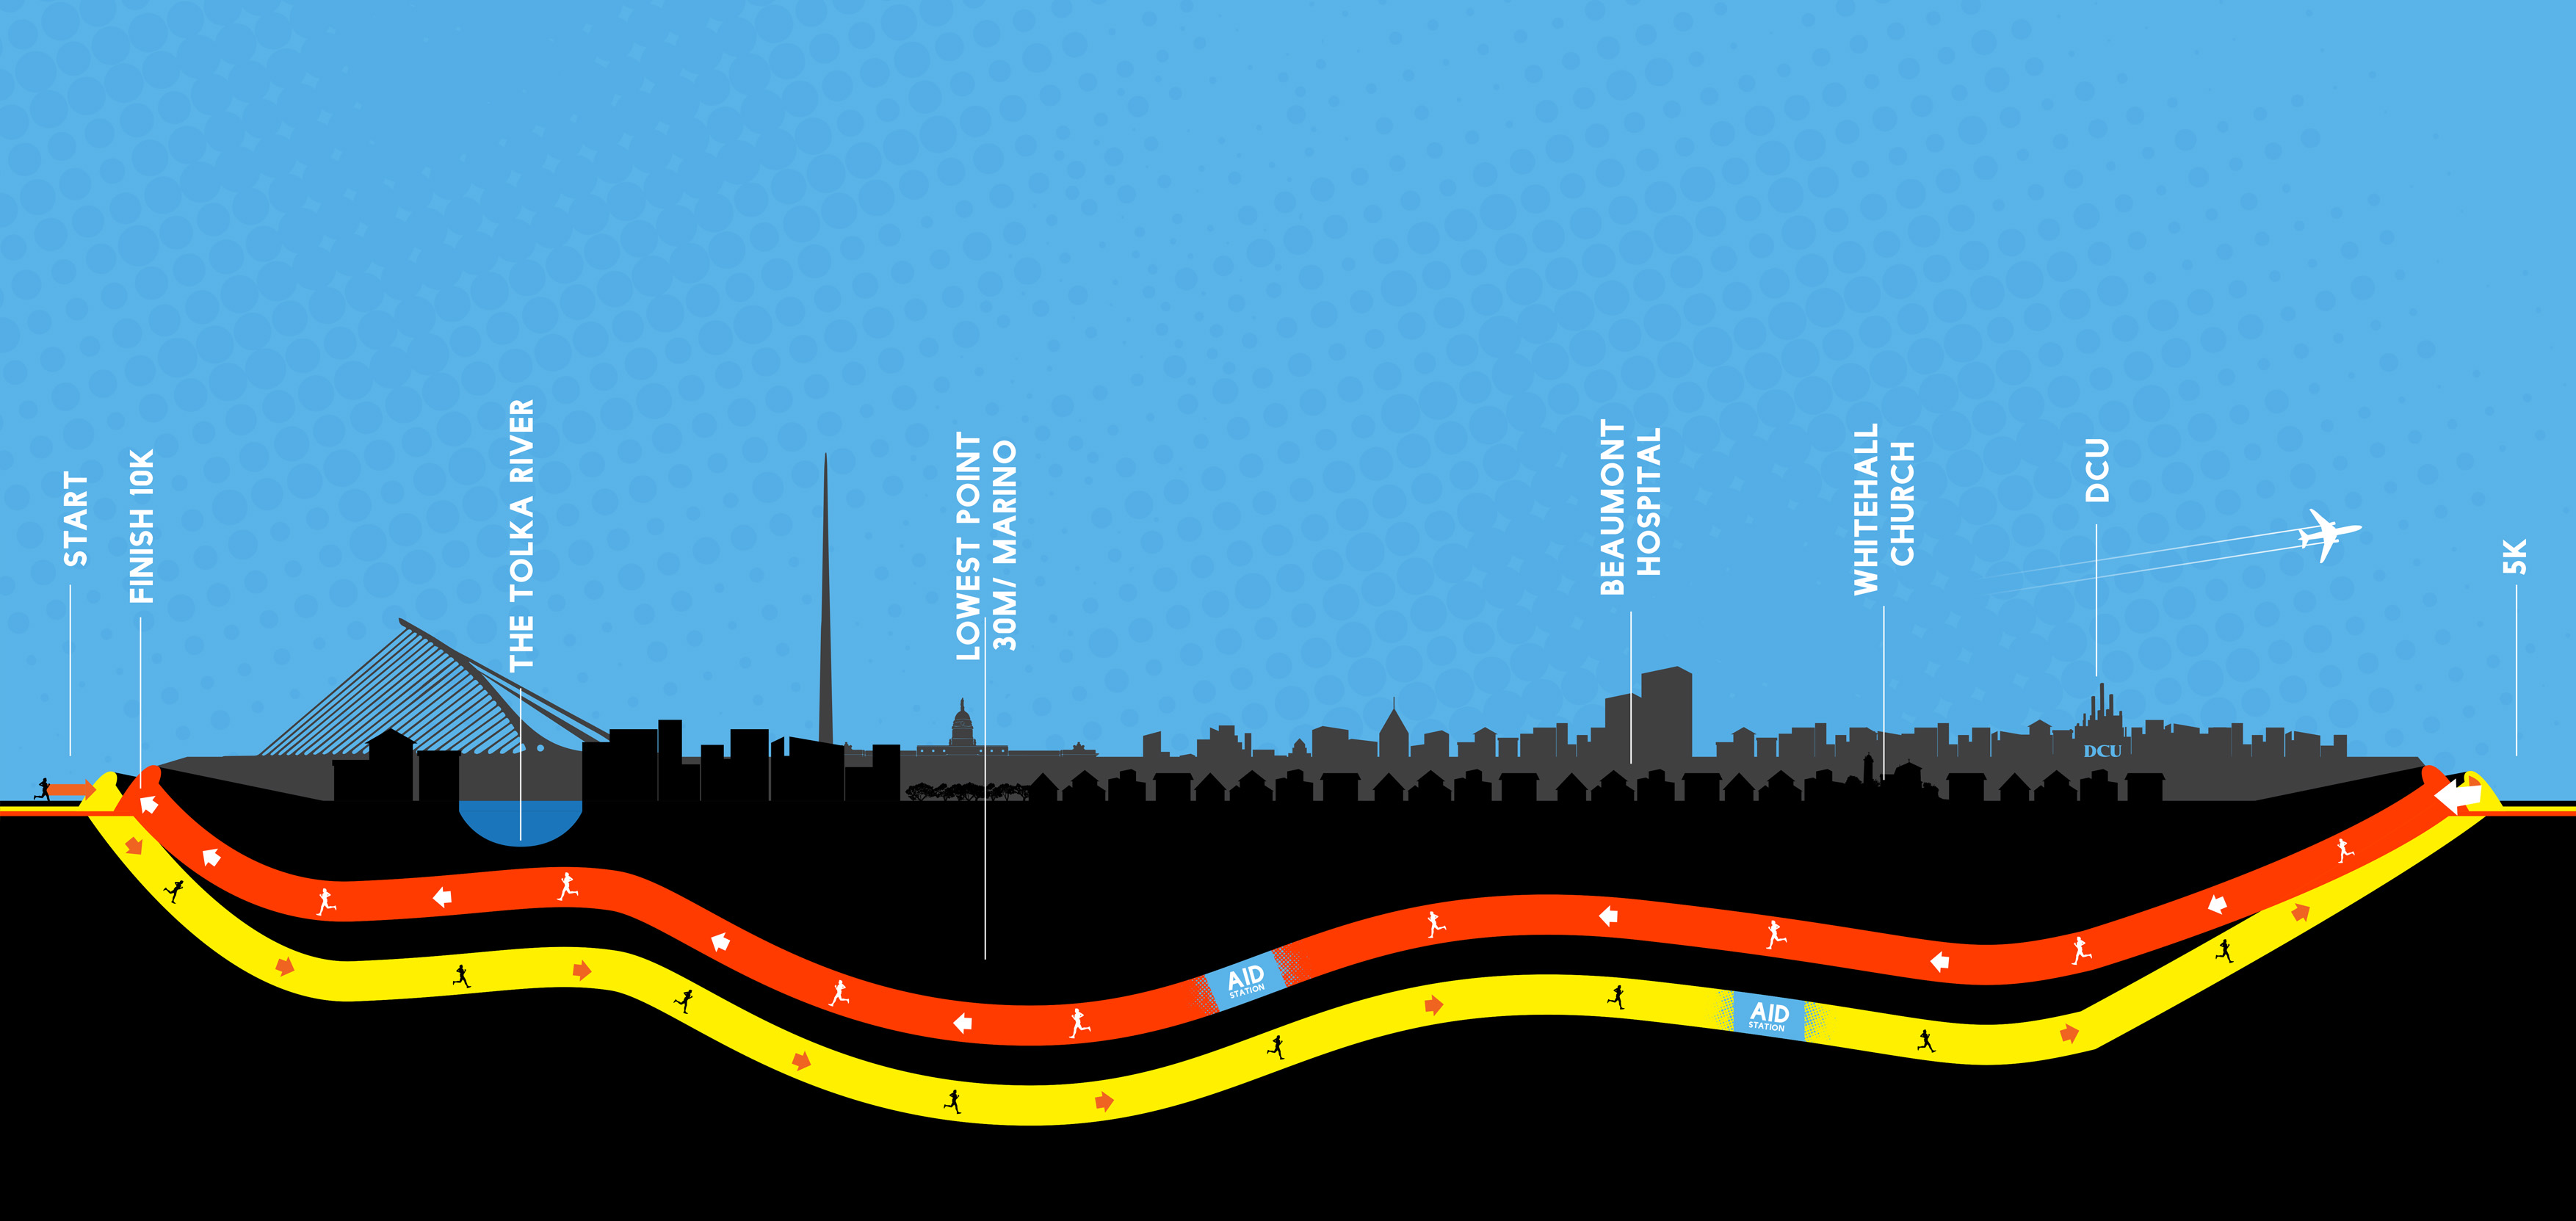 START
FINISH 10K
THE TOLKA RIVER
LOWEST POINT
30M/ MARINO
BEAUMONT
HOSPITAL
WHITEHALL
CHURCH
DCU
5K
DCU
AID
STATION
AID
STATION